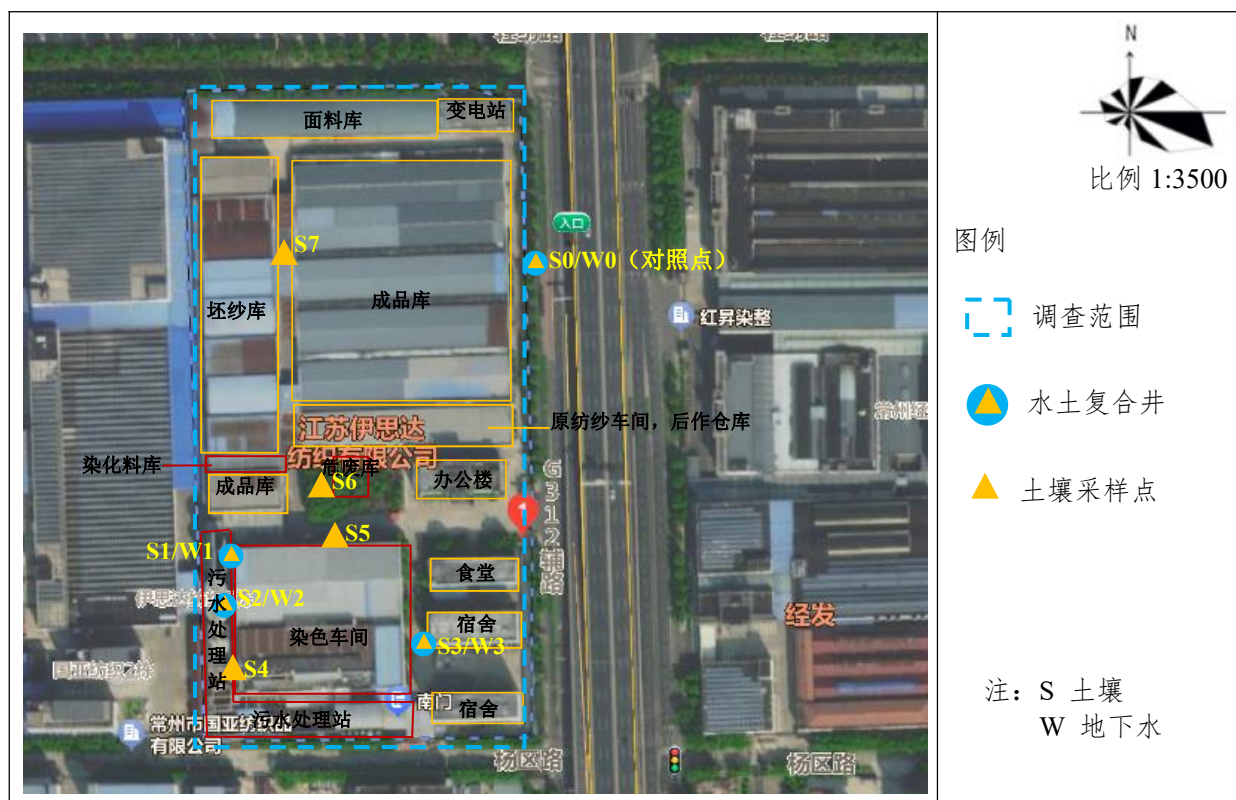 面料库
变电站
S7
S0/W0（对照点）
入口
坯纱库
成品库
红昇染整
江苏伊思达
纺织有限公司
原纺纱车间，后作仓库
染化料库
危废库
成品库
S6
办公楼
G312辅路
S5
S1/W1
污水处理站
S2/W2
食堂
宿舍
染色车间
S3/W3
经发
S4
南门
宿舍
污水处理站
常州市国亚纺织品
有限公司
杨区路
杨区路
N
比例 1:3500
图例
调查范围
水土复合井
土壤采样点
注：S 土壤
W 地下水